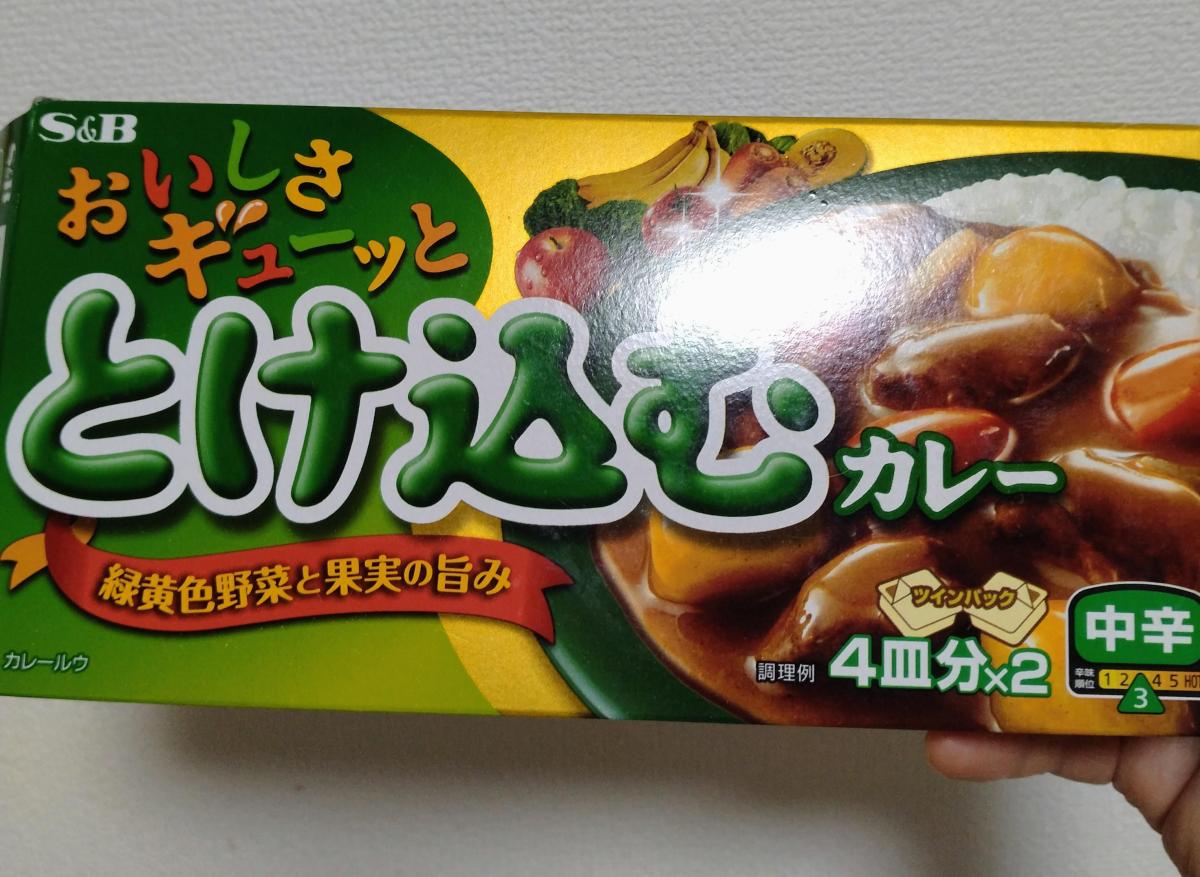 S&B
おいしさ
ギューッと
とけ込む
カレー
緑黄色野菜と果実の旨み
カレールウ
ツインパック
調理例
4皿分×2
中辛
辛味
順位
1 2 3 4 5 HOT